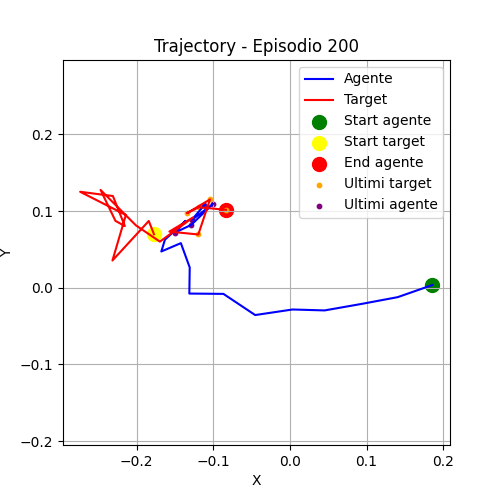 Trajectory - Episodio 200
Agente
Target
Start agente
Start target
End agente
Ultimi target
Ultimi agente
0.2
0.1
0.0
−0.1
−0.2
Y
−0.2
−0.1
0.0
0.1
0.2
X